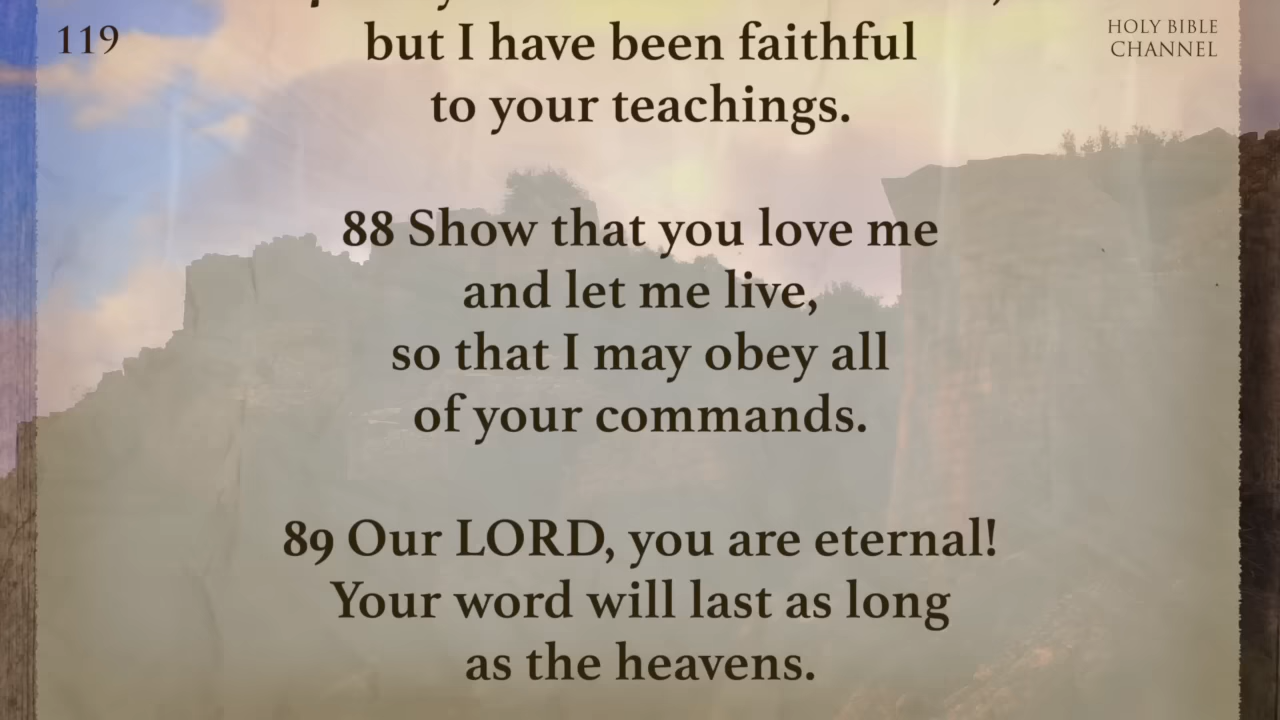 119
HOLY BIBLE
CHANNEL
but I have been faithful
to your teachings.
88 Show that you love me
and let me live,
so that I may obey all
of your commands.
89 Our LORD, you are eternal!
Your word will last as long
as the heavens.